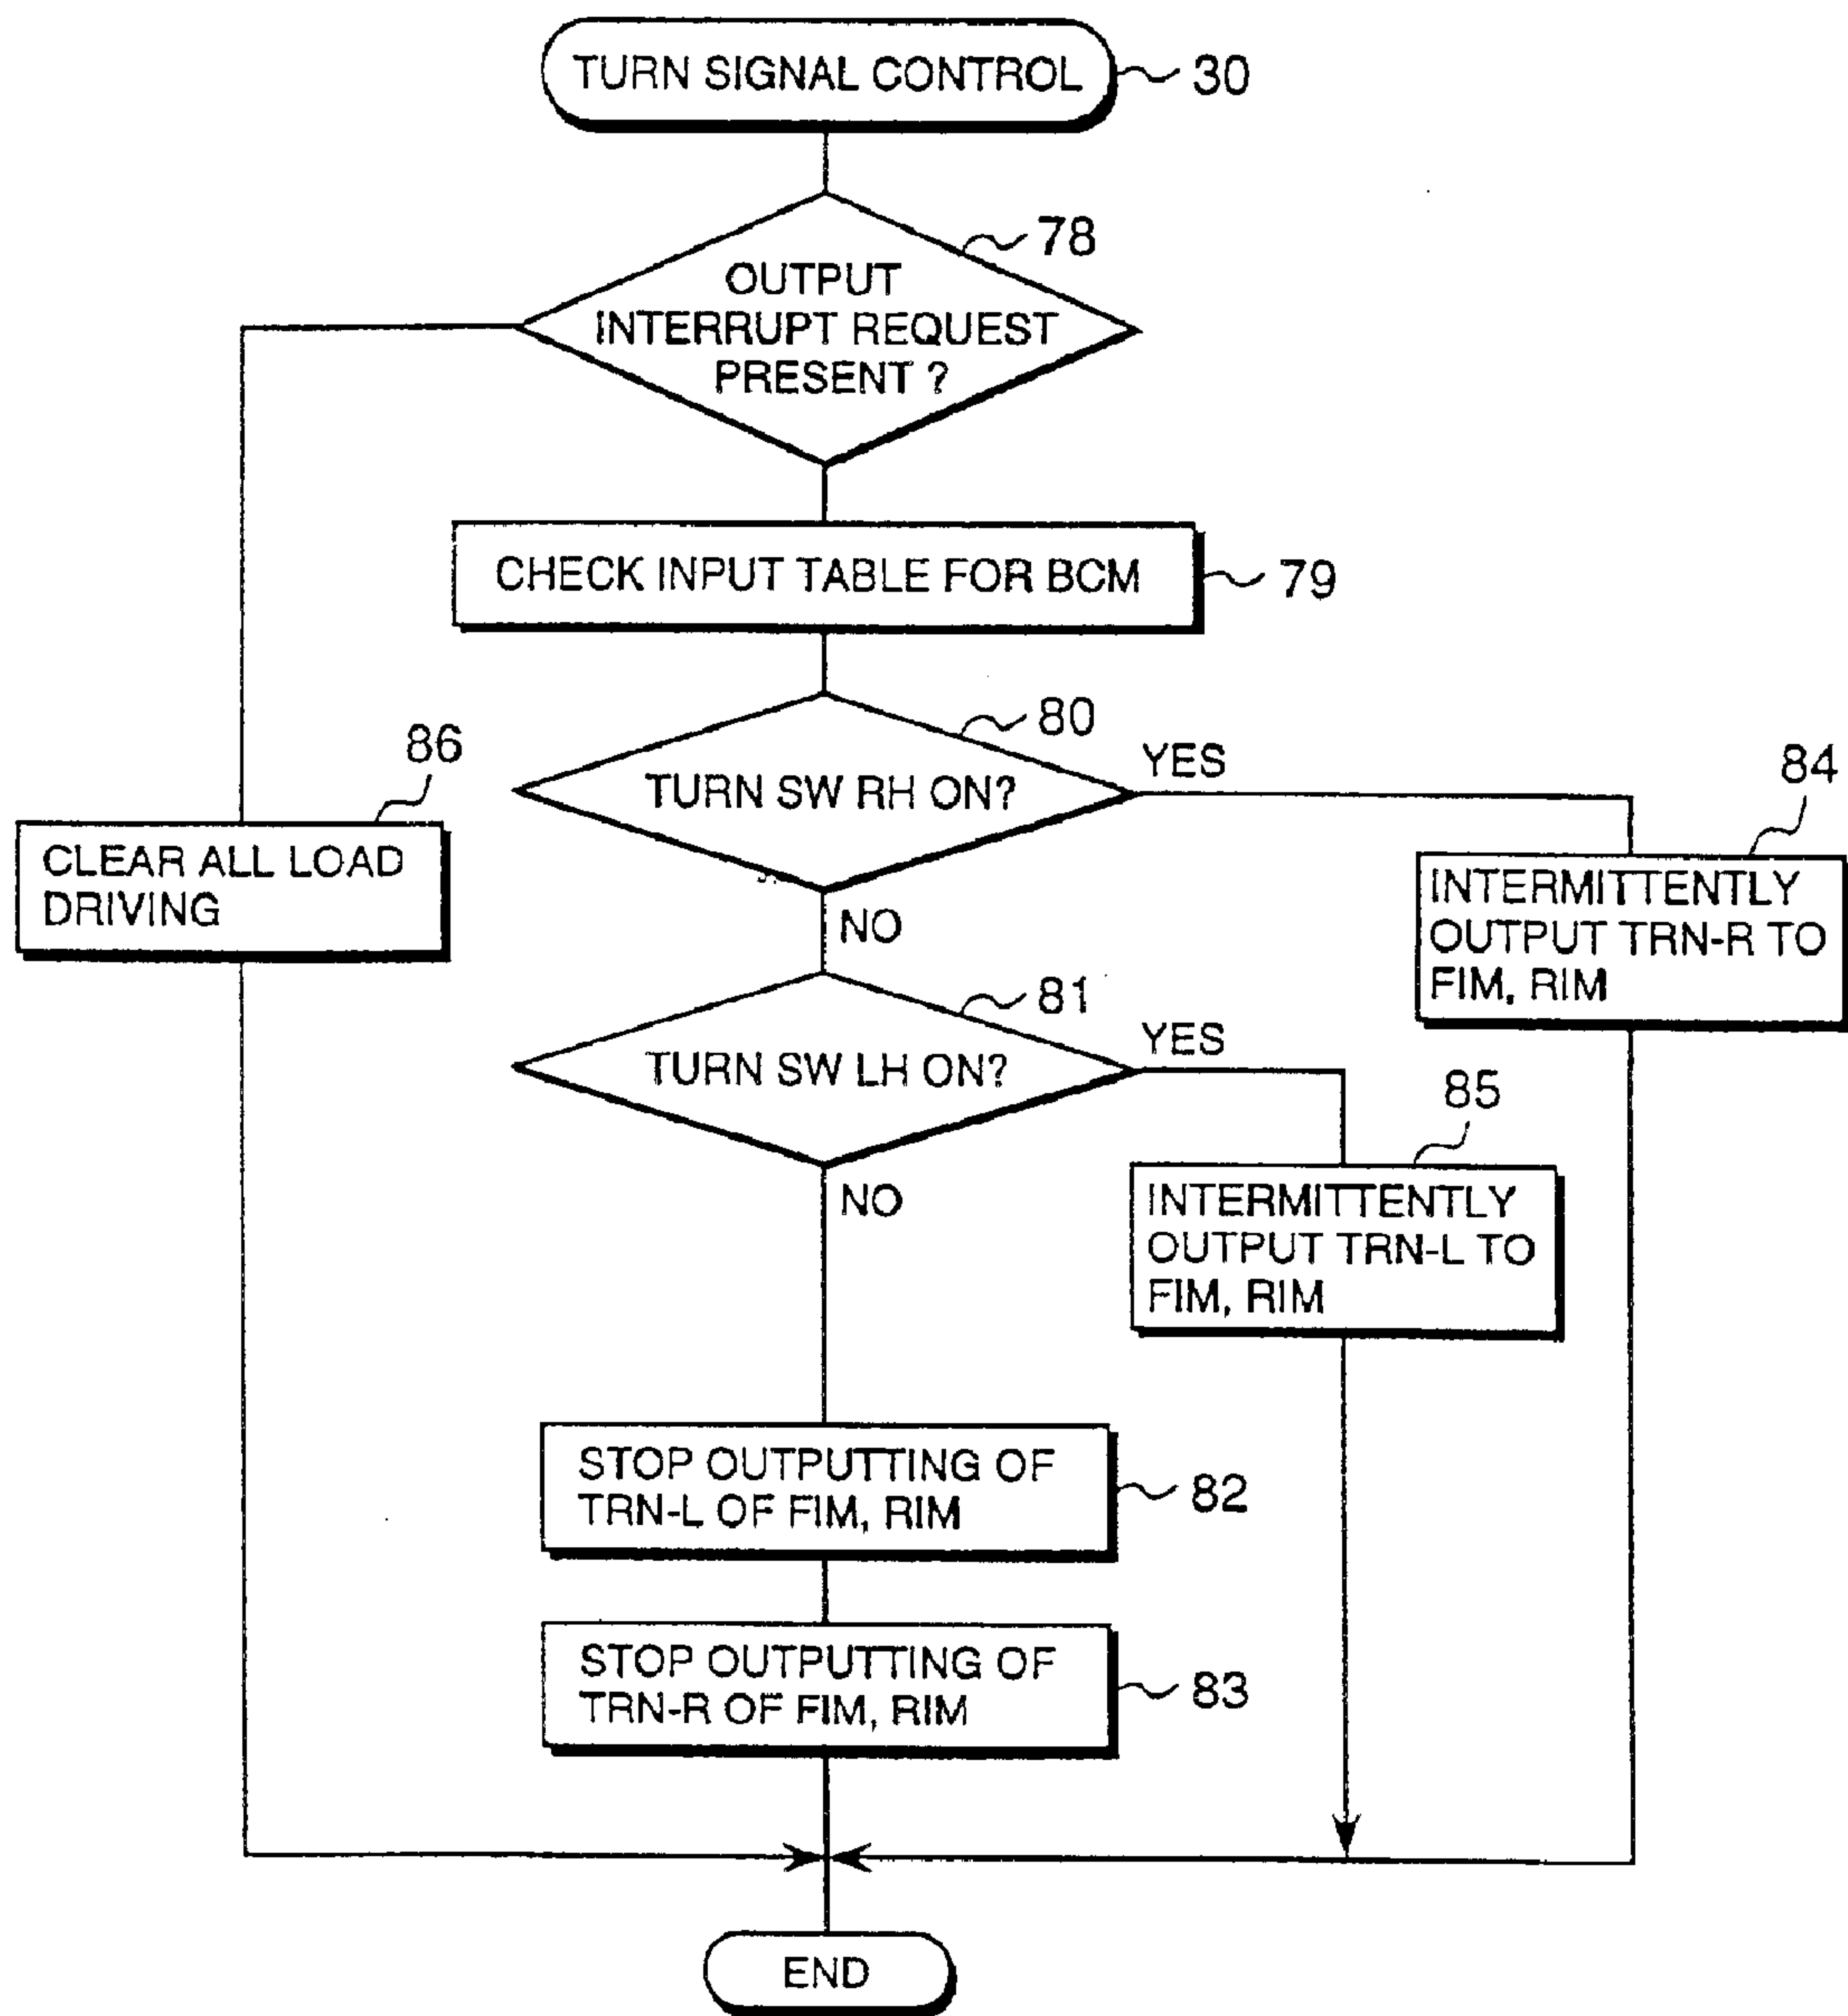 TURN SIGNAL CONTROL
30
78
OUTPUT
INTERRUPT REQUEST
PRESENT ?
CHECK INPUT TABLE FOR BCM
79
80
TURN SW RH ON?
YES
NO
86
CLEAR ALL LOAD
DRIVING
84
INTERMITTENTLY
OUTPUT TRN-R TO
FIM, RIM
81
TURN SW LH ON?
YES
NO
85
INTERMITTENTLY
OUTPUT TRN-L TO
FIM, RIM
STOP OUTPUTTING OF
TRN-L OF FIM, RIM
82
STOP OUTPUTTING OF
TRN-R OF FIM, RIM
83
END